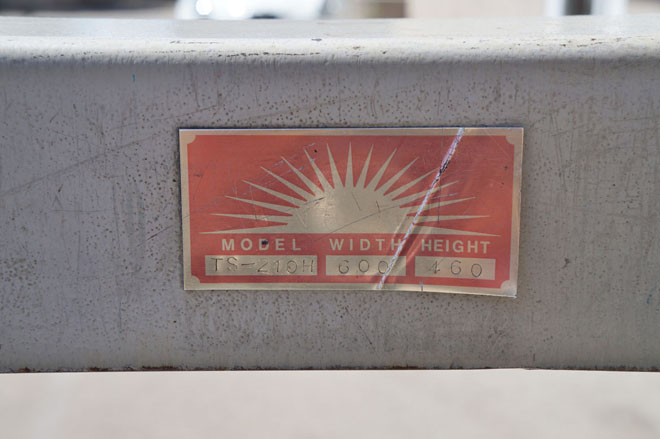 MODEL WIDTH HEIGHT
TS-210H 600 460